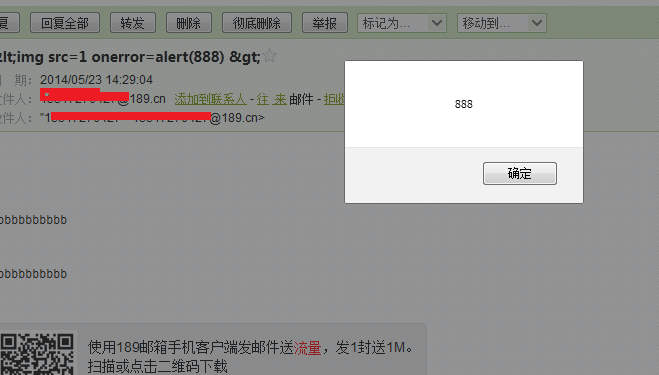 复 回复全部 转发 删除 彻底删除 举报 标记为... 移动到...
&lt;img src=1 onerror=alert(888) &gt;
期: 2014/05/23 14:29:04
件人: @189.cn 添加到联系人 - 往 来 邮件 - 拒收
件人: "1 @189.cn>
888
确定
bbbbbbbbbb
bbbbbbbbbb
使用189邮箱手机客户端发邮件送流量，发1封送1M。
扫描或点击二维码下载